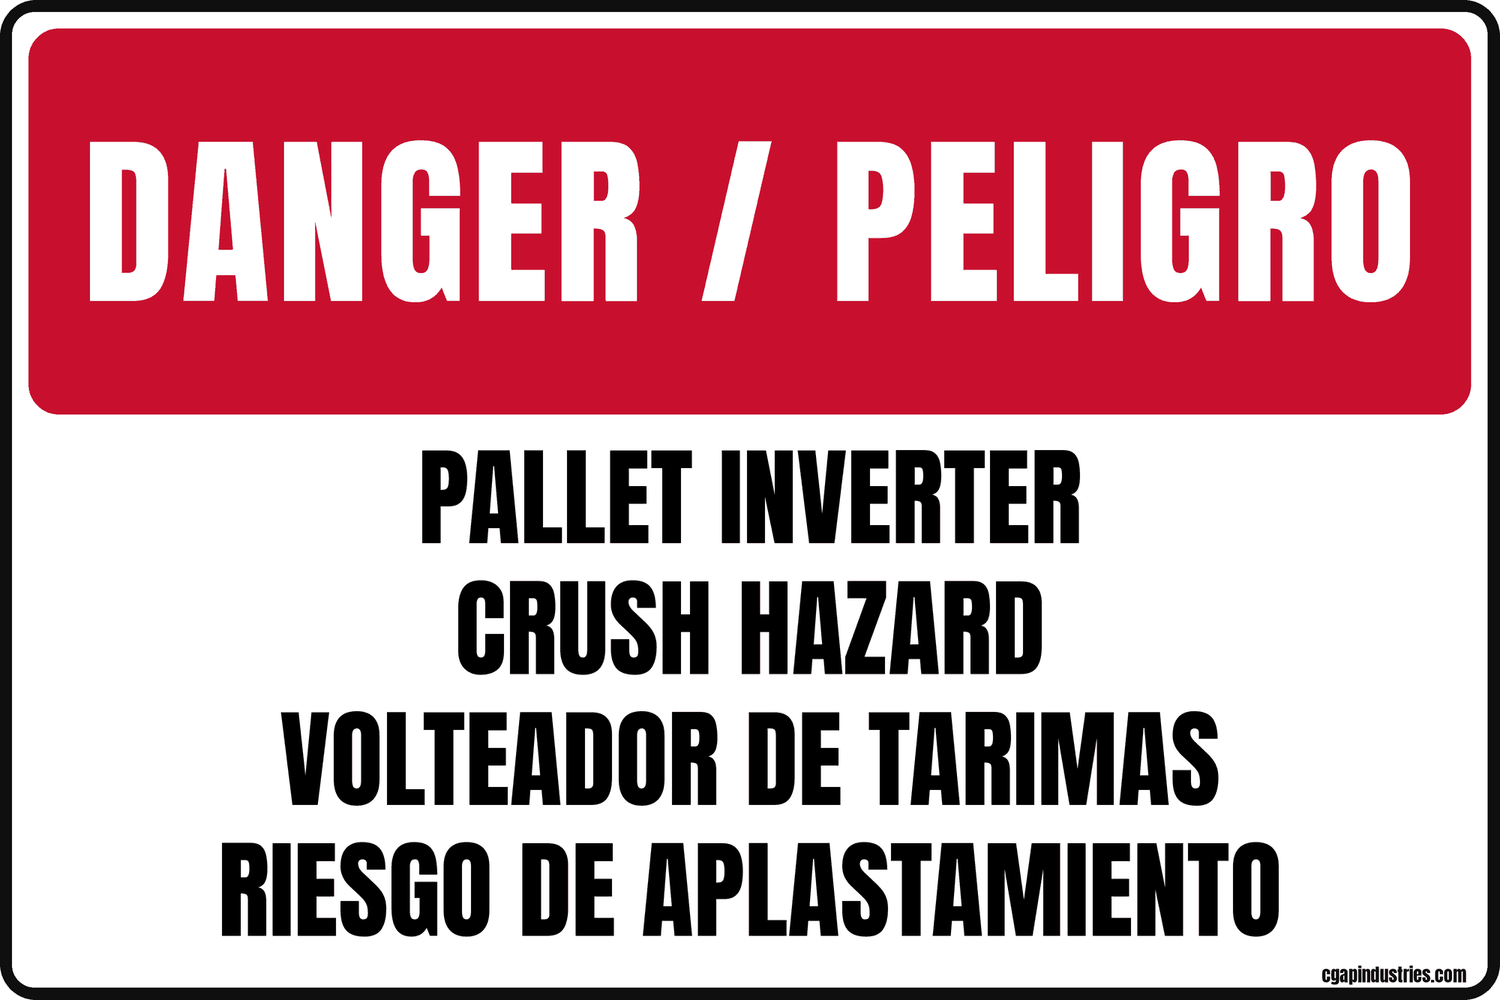 DANGER / PELIGRO
PALLET INVERTER
CRUSH HAZARD
VOLTEADOR DE TARIMAS
RIESGO DE APLASTAMIENTO
cgapindustries.com